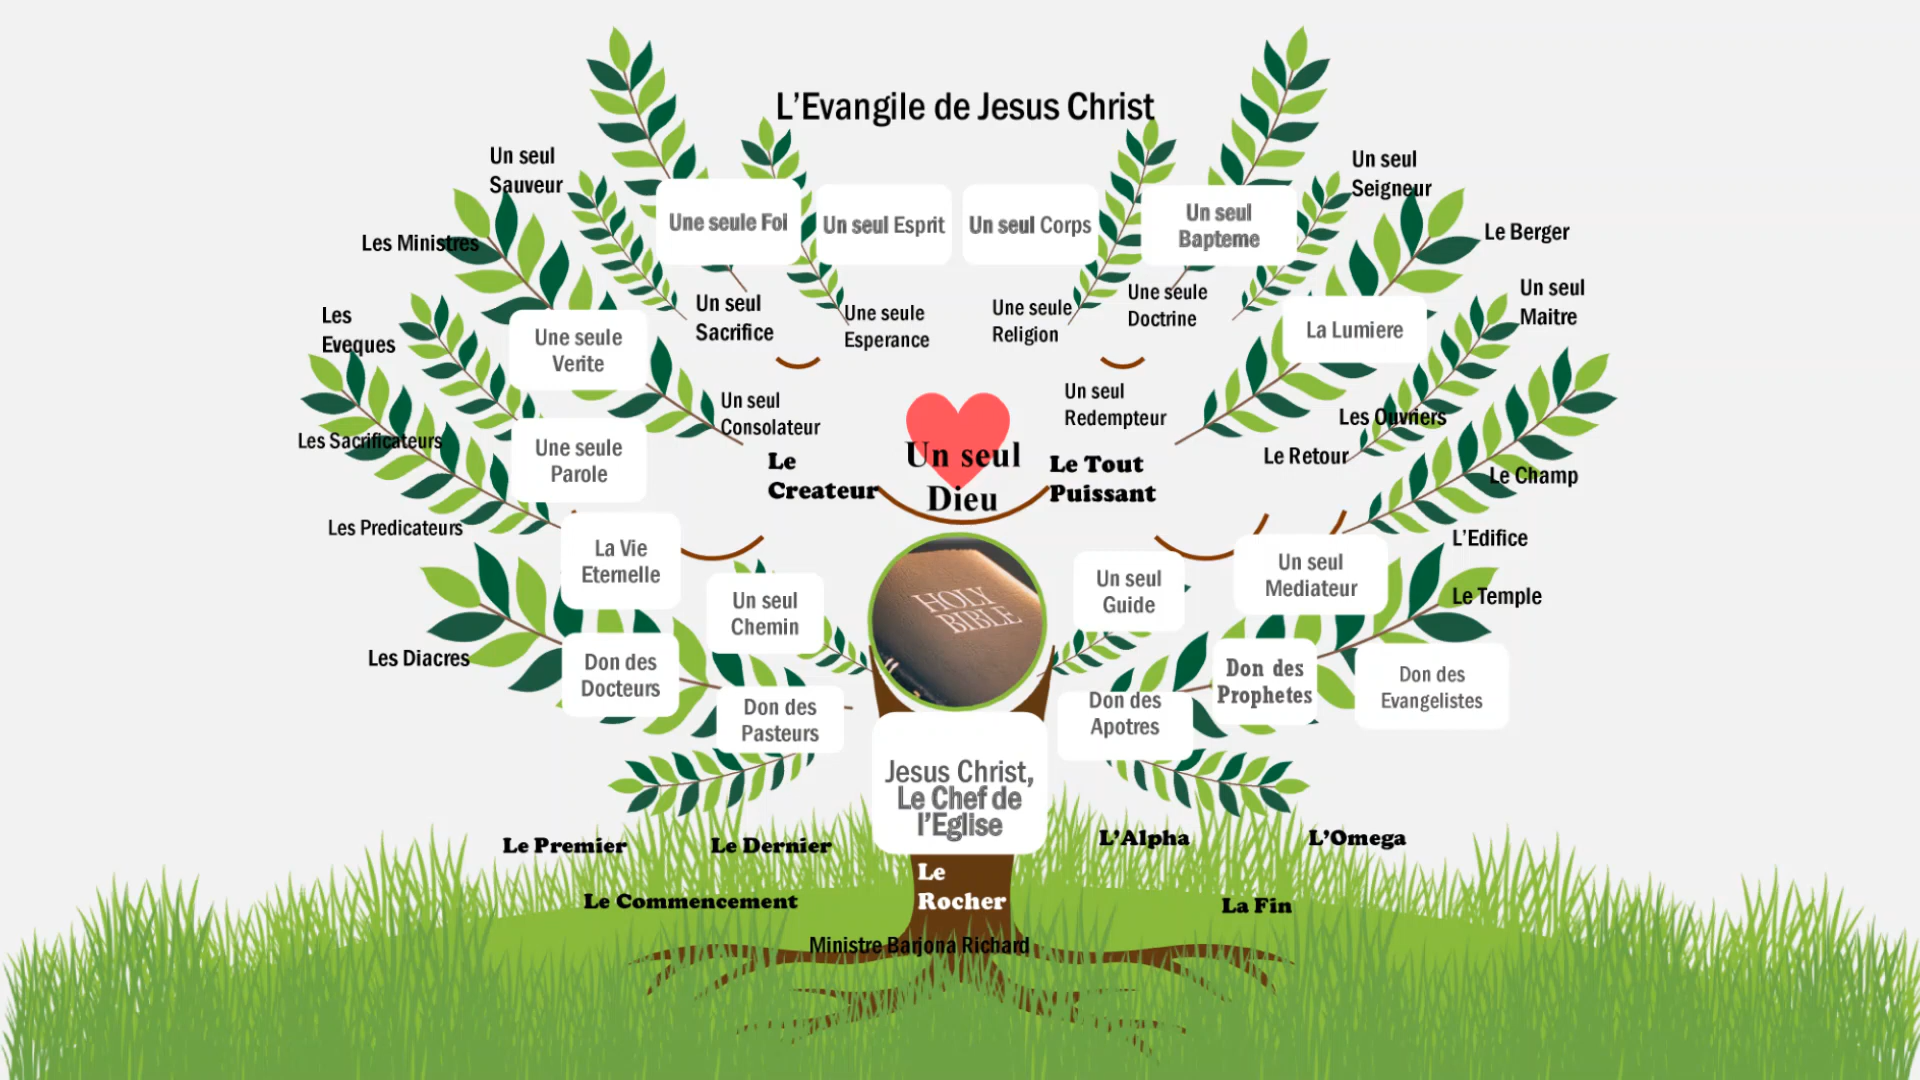 L'Evangile de Jesus Christ
Un seul
Sauveur
Un seul
Seigneur
Les Ministres
Une seule Foi
Un seul Esprit
Un seul Corps
Un seul
Bapteme
Le Berger
Les
Eveques
Un seul
Sacrifice
Une seule
Esperance
Une seule
Religion
Une seule
Doctrine
Un seul
Maitre
Une seule
Verite
La Lumiere
Un seul
Consolateur
Un seul
Redempteur
Les Ouvriers
Les Sacrificateurs
Une seule
Parole
Le
Createur
Un seul
Dieu
Le Tout
Puissant
Le Retour
Le Champ
Les Predicateurs
La Vie
Eternelle
Un seul
Chemin
HOLY
BIBLE
Un seul
Guide
Un seul
Mediateur
L'Edifice
Le Temple
Les Diacres
Don des
Docteurs
Don des
Pasteurs
Don des
Apotres
Don des
Prophetes
Don des
Evangelistes
Jesus Christ,
Le Chef de
l'Eglise
Le Premier
Le Dernier
L'Alpha
L'Omega
Le Commencement
Le
Rocher
La Fin
Ministre Barjona Richard